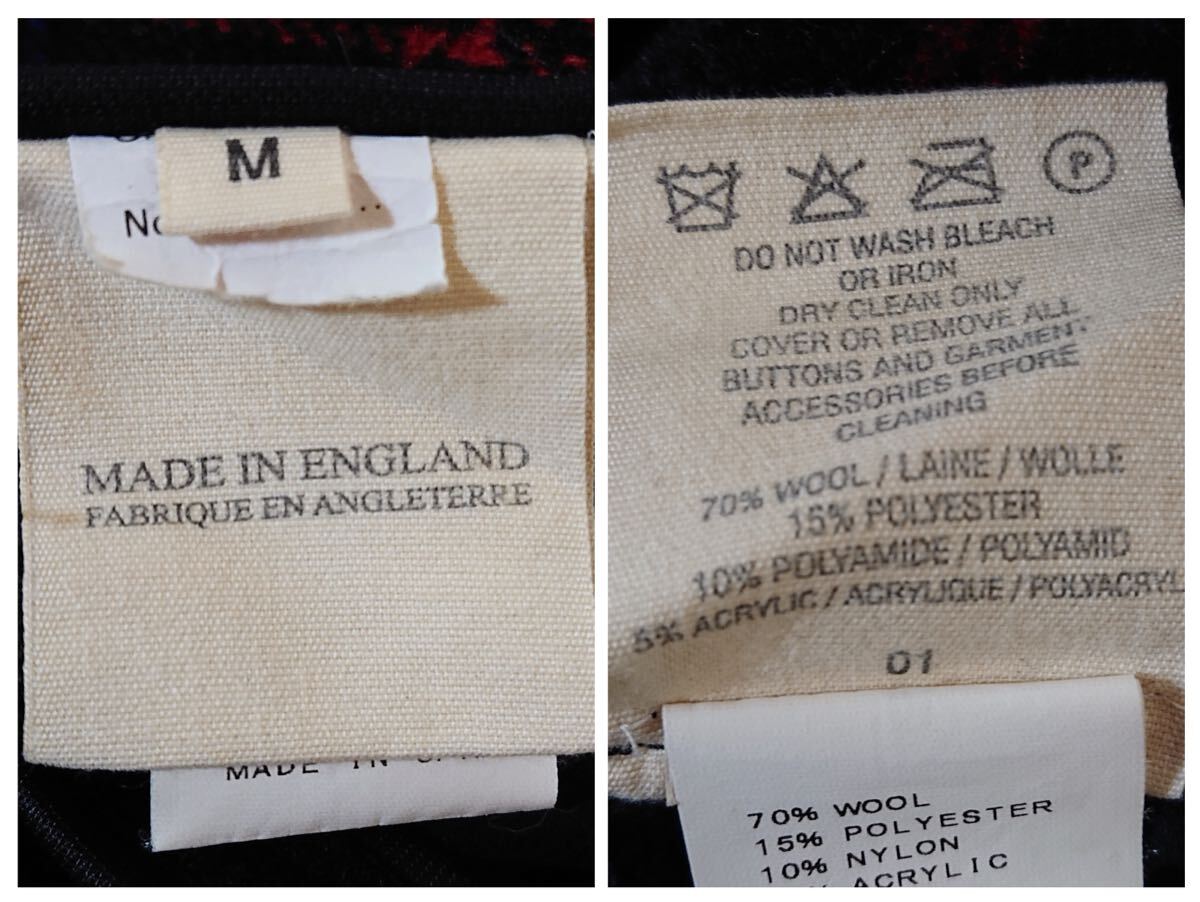 M
MADE IN ENGLAND
FABRIQUE EN ANGLETERRE
MADE IN
P
DO NOT WASH BLEACH
OR IRON
DRY CLEAN ONLY
COVER OR REMOVE ALL
BUTTONS AND GARMENT
ACCESSORIES BEFORE
CLEANING
70% WOOL / LAINE / WOLLE
15% POLYESTER
10% POLYAMIDE / POLYAMID
5% ACRYLIC / ACRYLIQUE / POLYACRYL
01
70% WOOL
15% POLYESTER
10% NYLON
ACRYLIC